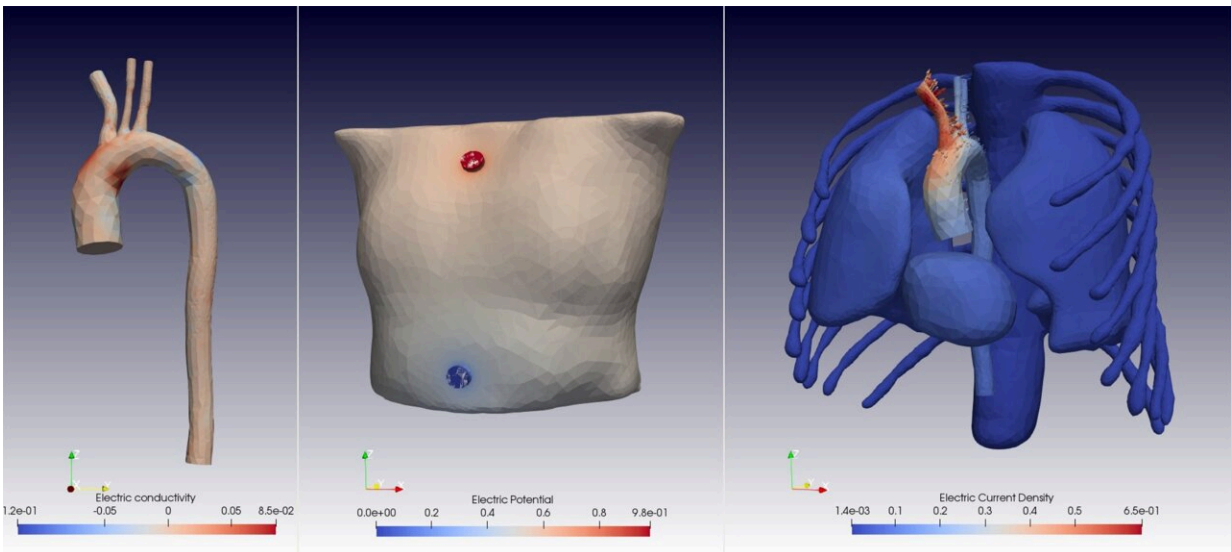 Z
Y
Electric conductivity
1.2e-01 -0.05 0 0.05 8.5e-02
Z
X
Electric Potential
0.0e+00 0.2 0.4 0.6 0.8 9.8e-01
Z
X
Electric Current Density
1.4e-03 0.1 0.2 0.3 0.4 0.5 6.5e-01